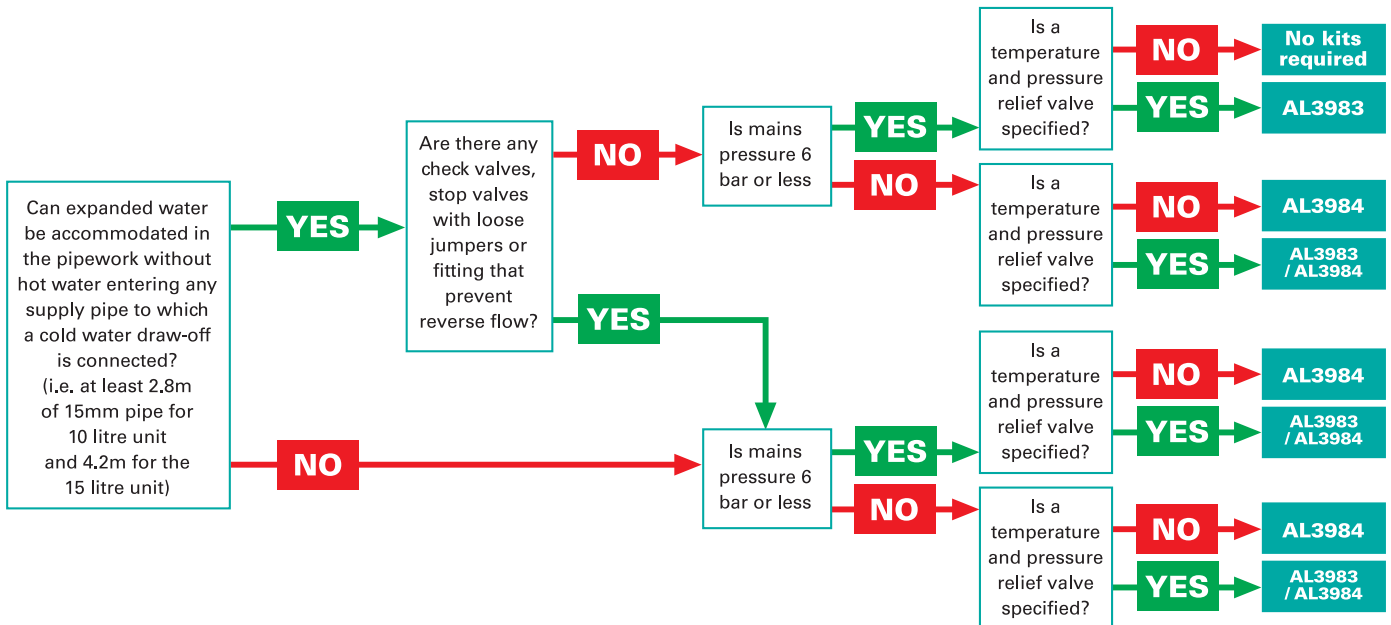 Can expanded water
be accommodated in
the pipework without
hot water entering any
supply pipe to which
a cold water draw-off
is connected?
(i.e. at least 2.8m
of 15mm pipe for
10 litre unit
and 4.2m for the
15 litre unit)
YES
NO
Are there any
check valves,
stop valves
with loose
jumpers or
fitting that
prevent
reverse flow?
NO
YES
Is mains
pressure 6
bar or less
YES
NO
Is a
temperature
and pressure
relief valve
specified?
NO
No kits
required
YES
AL3983
Is a
temperature
and pressure
relief valve
specified?
NO
AL3984
YES
AL3983
/ AL3984
Is mains
pressure 6
bar or less
YES
NO
Is a
temperature
and pressure
relief valve
specified?
NO
AL3984
YES
AL3983
/ AL3984
Is a
temperature
and pressure
relief valve
specified?
NO
AL3984
YES
AL3983
/ AL3984